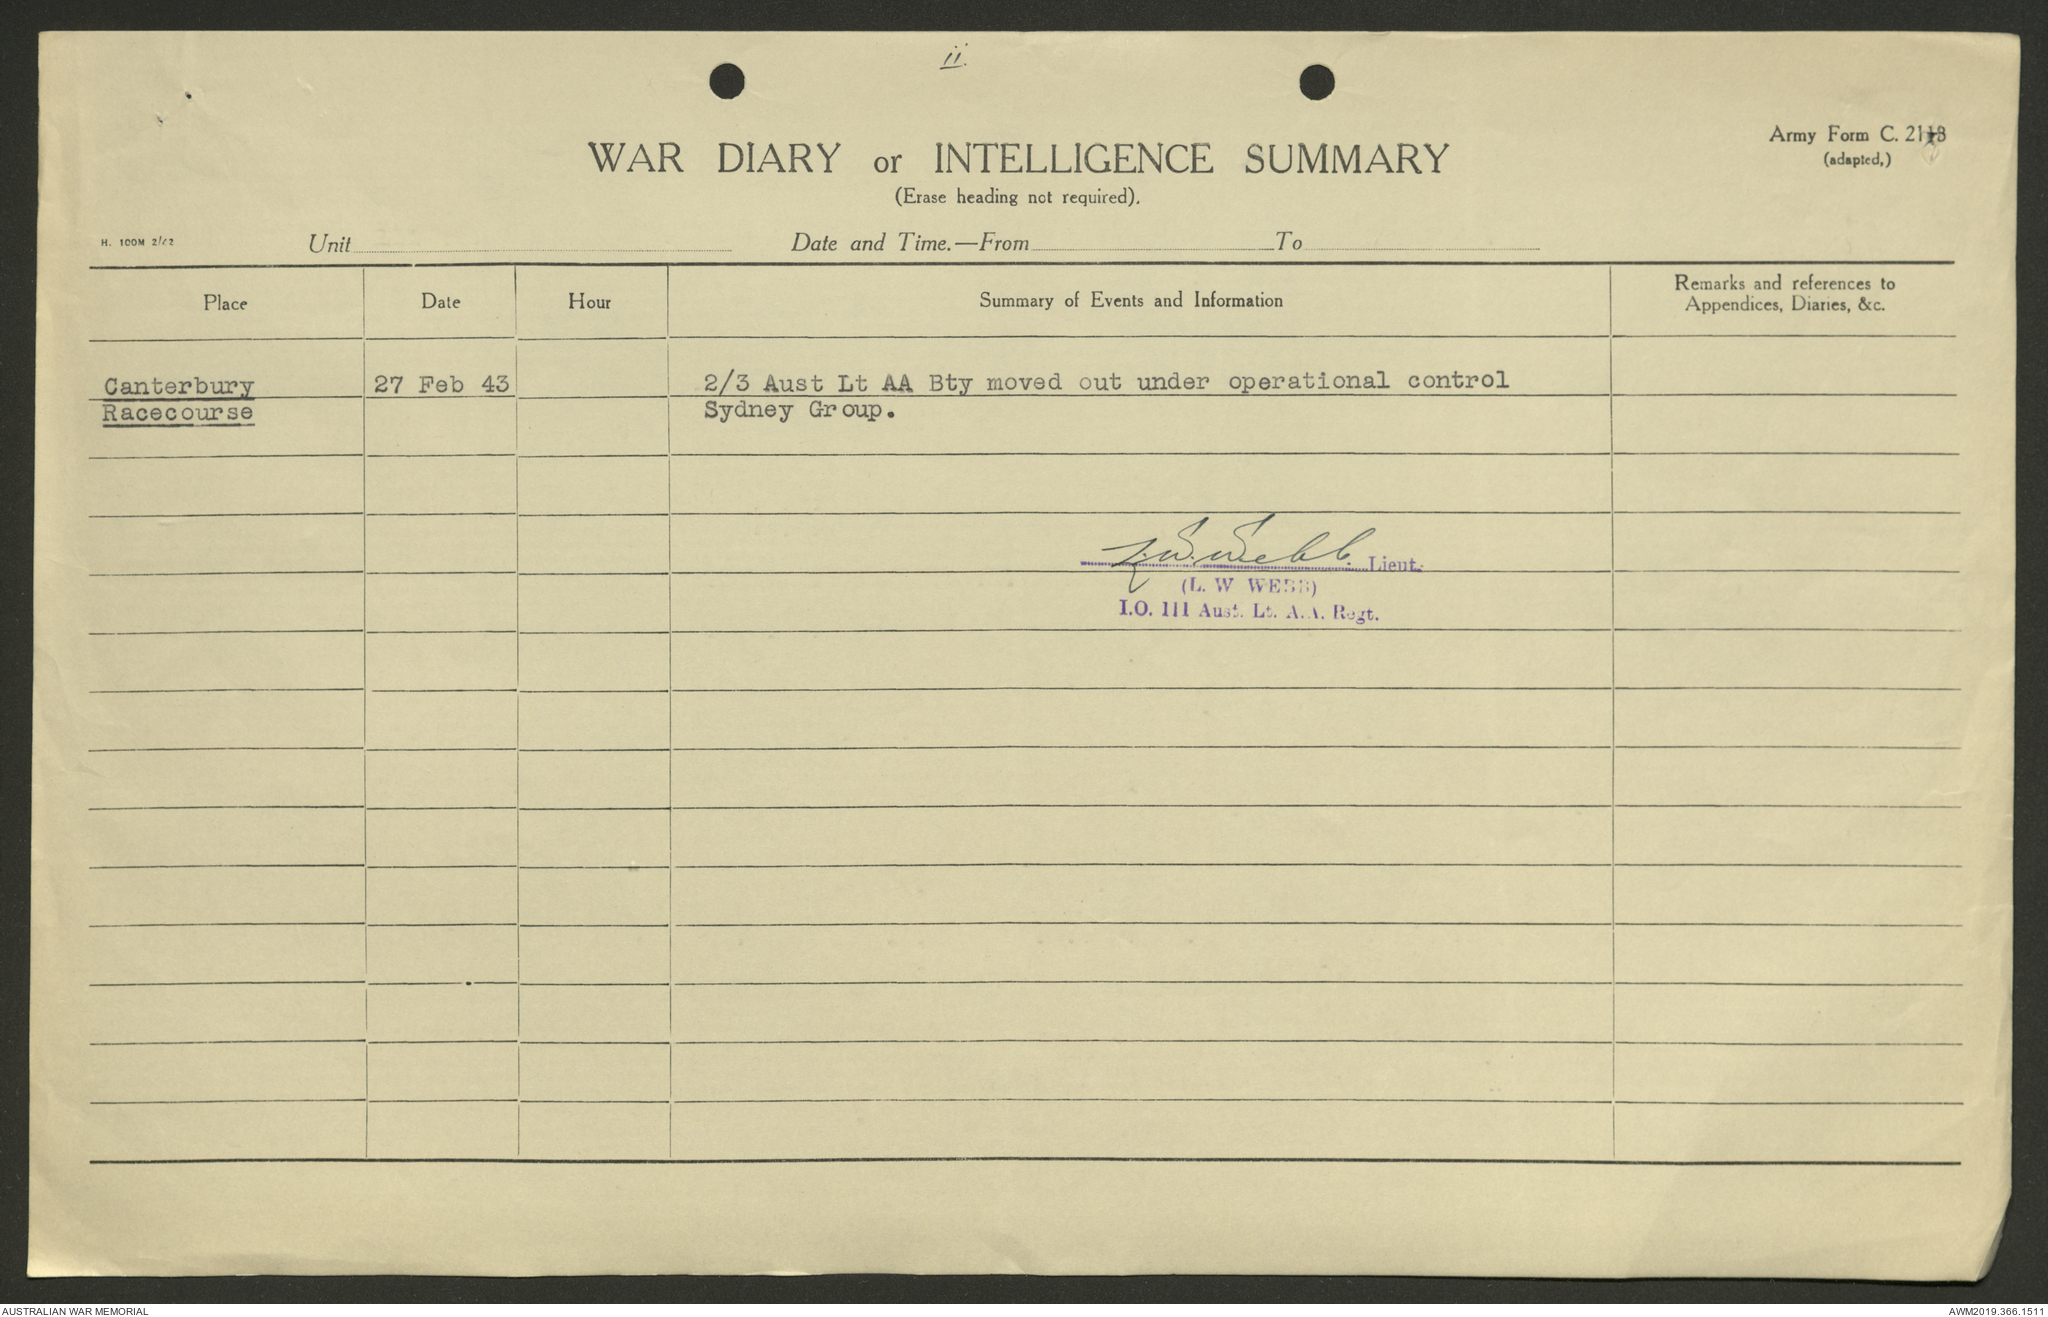 ii.
Army Form C. 2118
(adapted,)
WAR DIARY or INTELLIGENCE SUMMARY
(Erase heading not required).
H. 100M 2/42
Unit
Date and Time.—From
To
Place
Date
Hour
Summary of Events and Information
Remarks and references to
Appendices, Diaries, &c.
Canterbury 27 Feb 43 2/3 Aust Lt AA Bty moved out under operational control
Racecourse Sydney Group.
L.W. Webb. Lieut.
(L. W WEBB)
I.O. 111 Aust. Lt. A.A. Regt.
AUSTRALIAN WAR MEMORIAL
AWM2019.366.1511